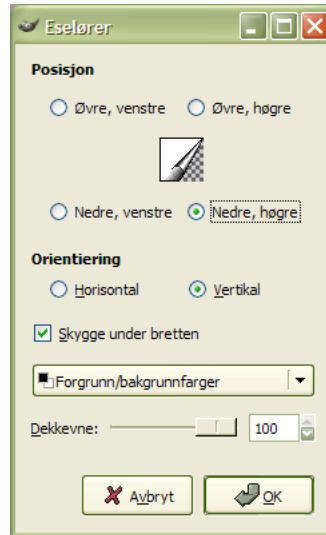 Eselører
Posisjon
Øvre, venstre Øvre, høgre
Nedre, venstre Nedre, høgre
Orientiering
Horisontal Vertikal
Skygge under bretten
Forgrunn/bakgrunnfarger
Dekkevne: 100
Avbryt OK